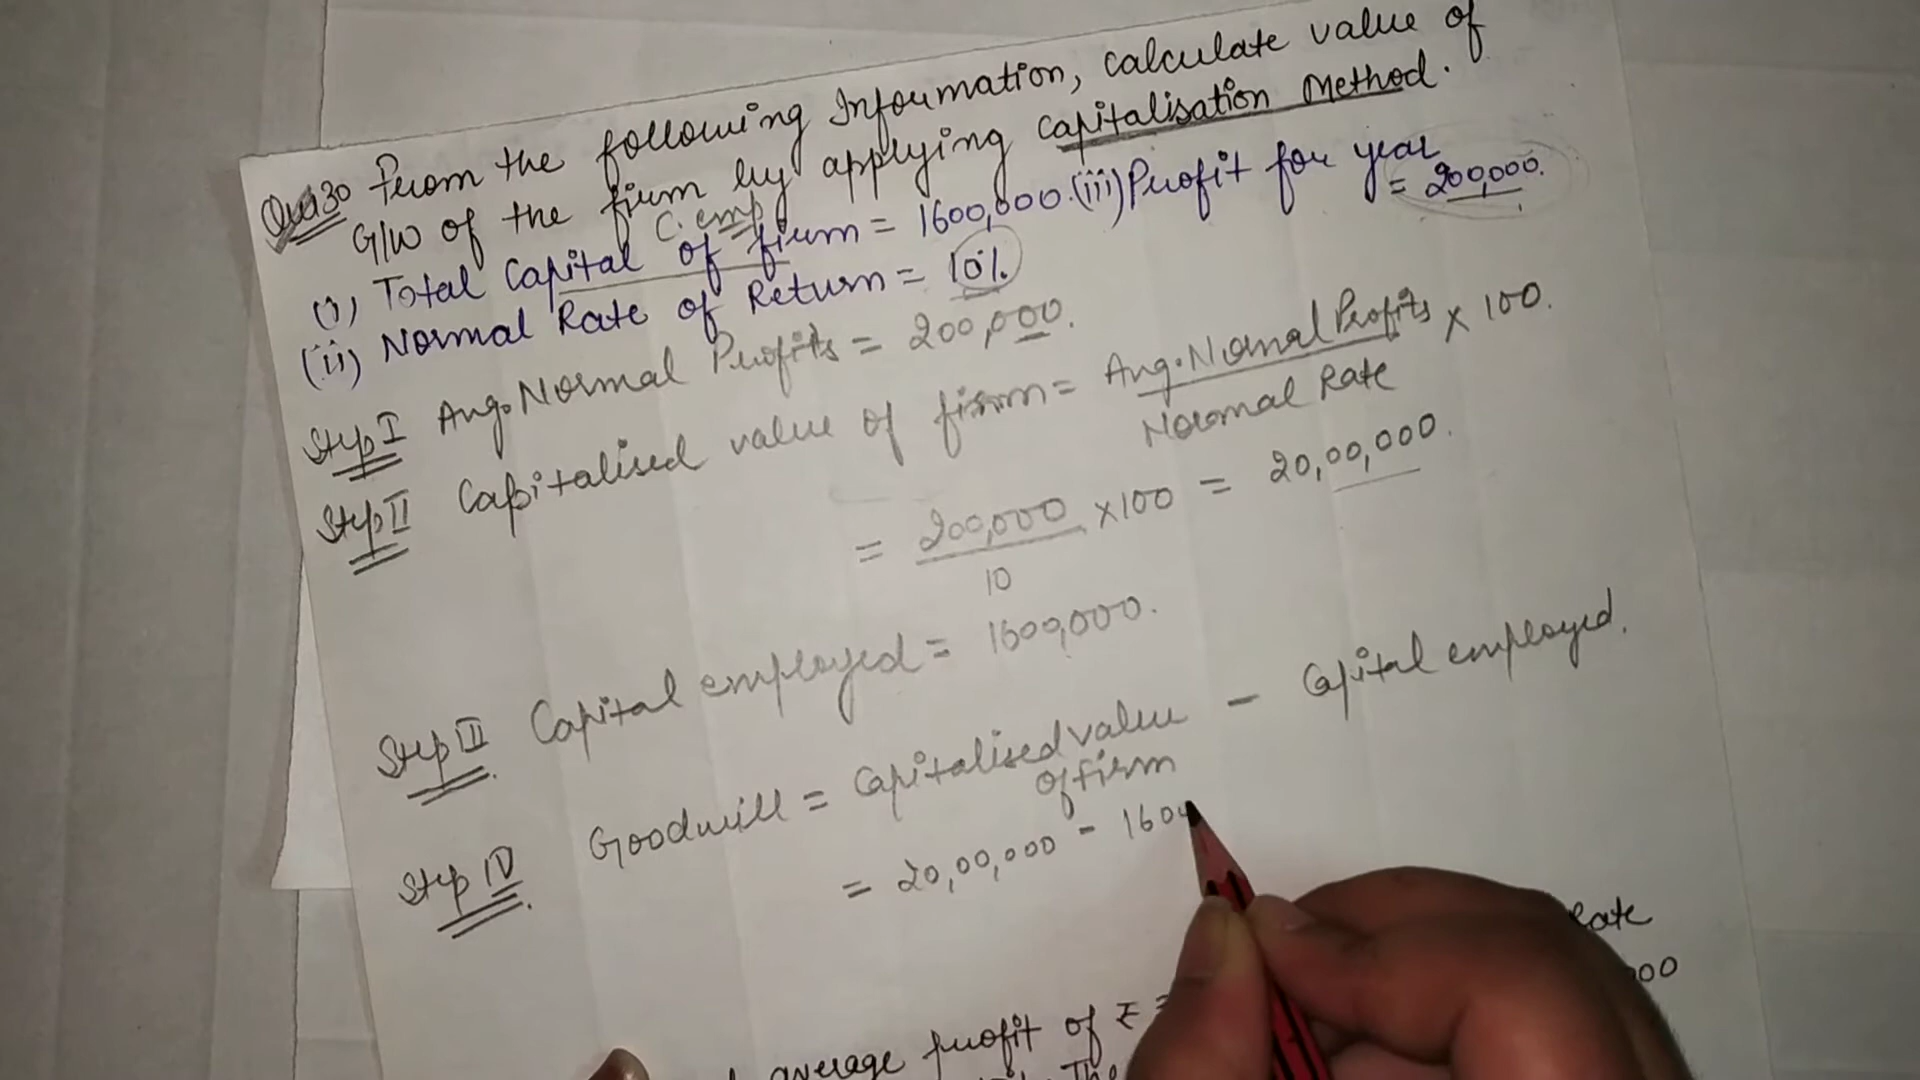 Ques30 From the following Information, calculate value of
G/W of the firm by applying capitalisation Method.
C. emp
(i) Total Capital of firm = 1600,000. (iii) Profit for year
= 200,000.
(ii) Normal Rate of Return = 10%
Step I Avg. Normal Profits = 200,000.
Step II Capitalised value of firm = Avg. Normal Profits × 100.
Normal Rate
= 200,000 ×100 = 20,00,000.
10
Step III Capital employed = 1600,000.
Step IV Goodwill = Capitalised value - Capital employed.
of firm
= 20,00,000 - 160
Rate
average profit of ₹
The